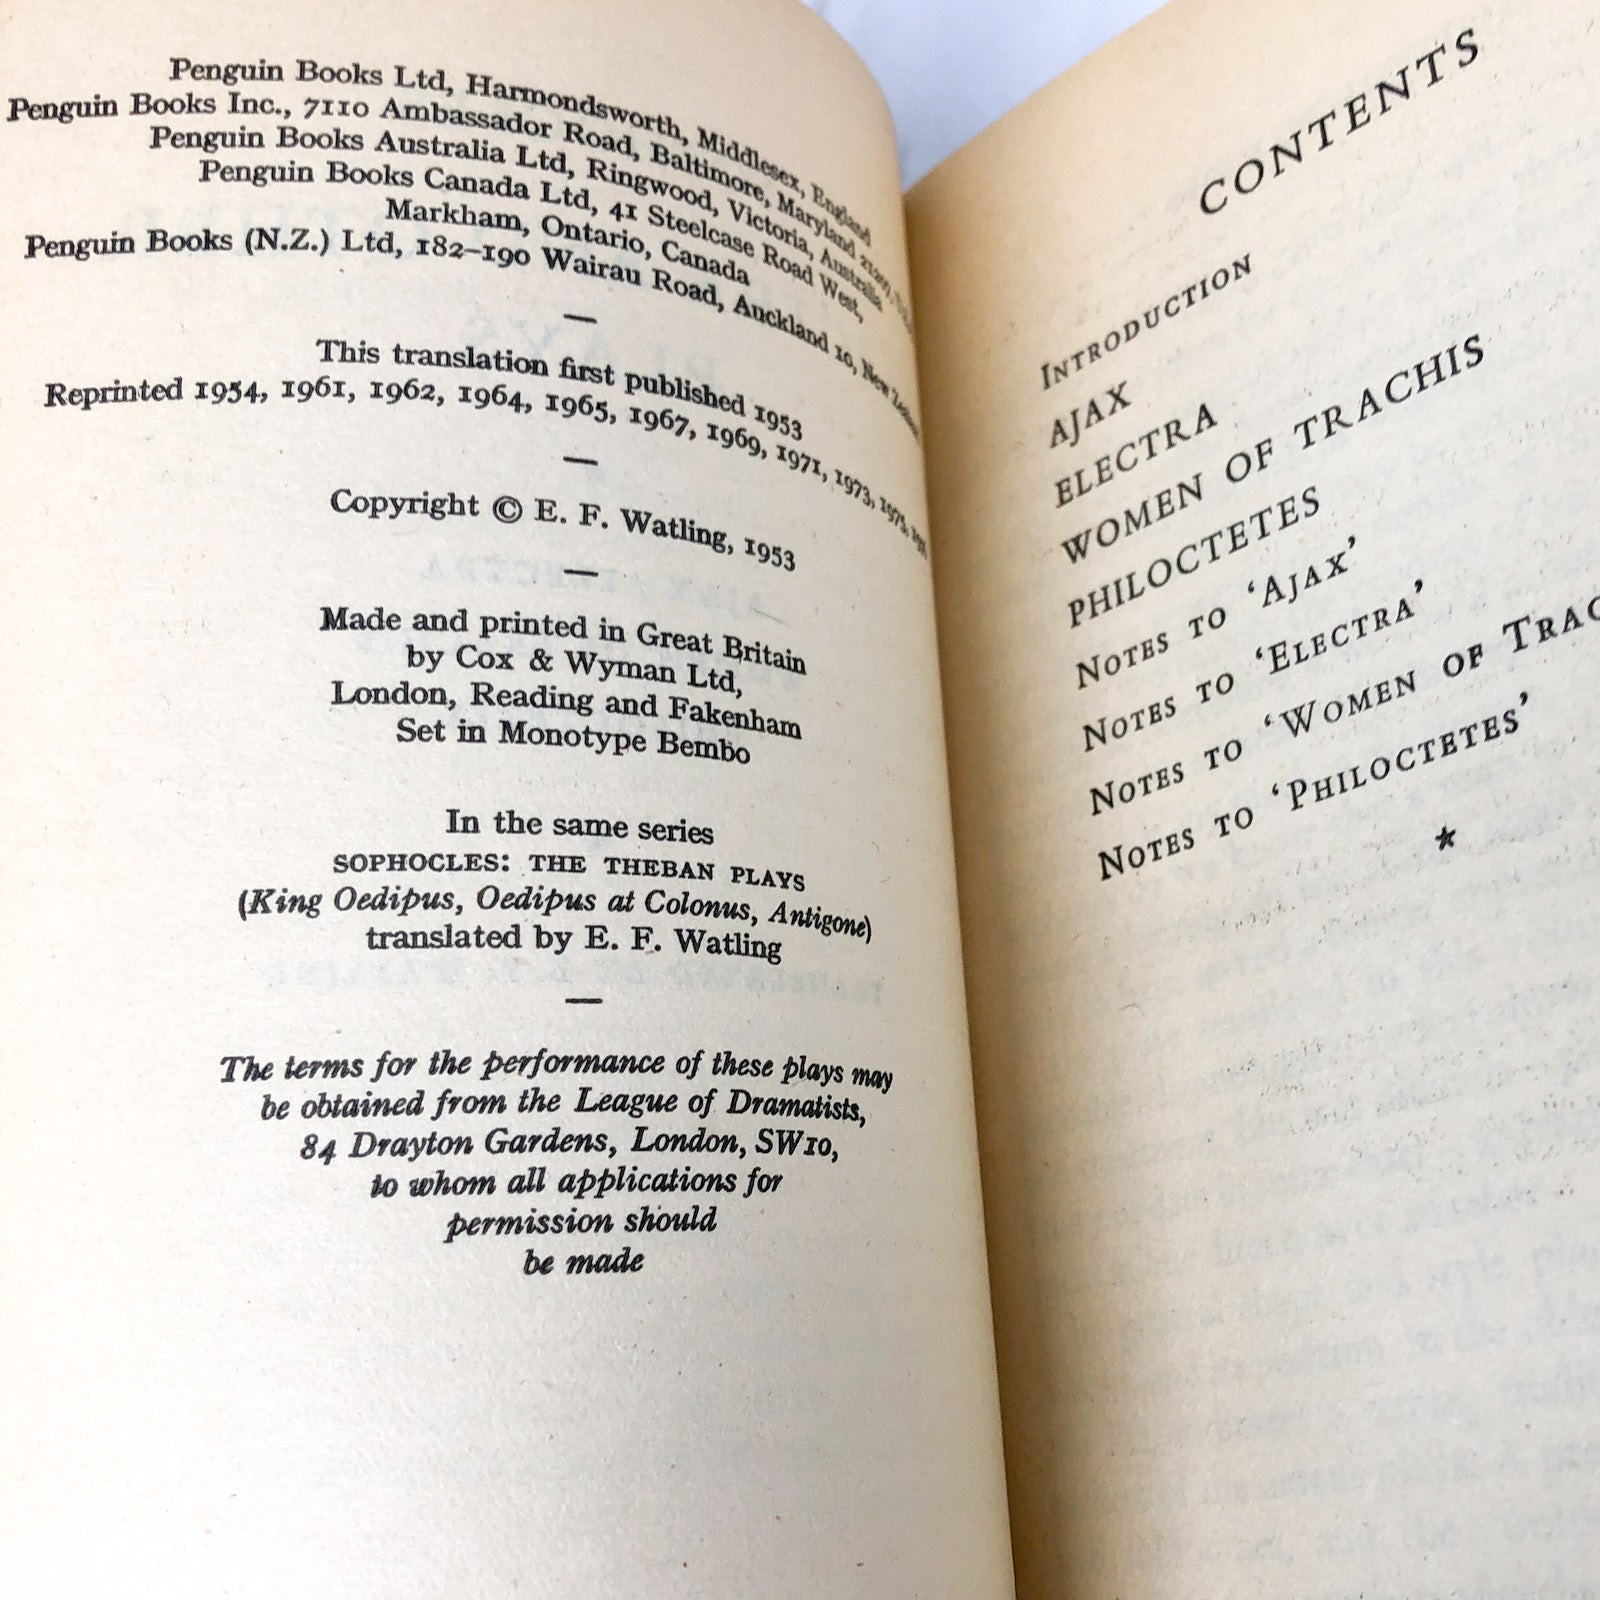 Penguin Books Ltd, Harmondsworth, Middlesex, England
Penguin Books Inc., 7110 Ambassador Road, Baltimore, Maryland
Penguin Books Australia Ltd, Ringwood, Victoria, Australia
Penguin Books Canada Ltd, 41 Steelcase Road West,
Markham, Ontario, Canada
Penguin Books (N.Z.) Ltd, 182–190 Wairau Road, Auckland 10, New
—
This translation first published 1953
Reprinted 1954, 1961, 1962, 1964, 1965, 1967, 1969, 1971, 1973, 1975,
—
Copyright © E. F. Watling, 1953
—
Made and printed in Great Britain
by Cox & Wyman Ltd,
London, Reading and Fakenham
Set in Monotype Bembo
In the same series
SOPHOCLES: THE THEBAN PLAYS
(King Oedipus, Oedipus at Colonus, Antigone)
translated by E. F. Watling
—
The terms for the performance of these plays may
be obtained from the League of Dramatists,
84 Drayton Gardens, London, SW10,
to whom all applications for
permission should
be made
CONTENTS
INTRODUCTION
AJAX
ELECTRA
WOMEN OF TRACHIS
PHILOCTETES
NOTES TO ‘AJAX’
NOTES TO ‘ELECTRA’
NOTES TO ‘WOMEN OF TRAC
NOTES TO ‘PHILOCTETES’
*